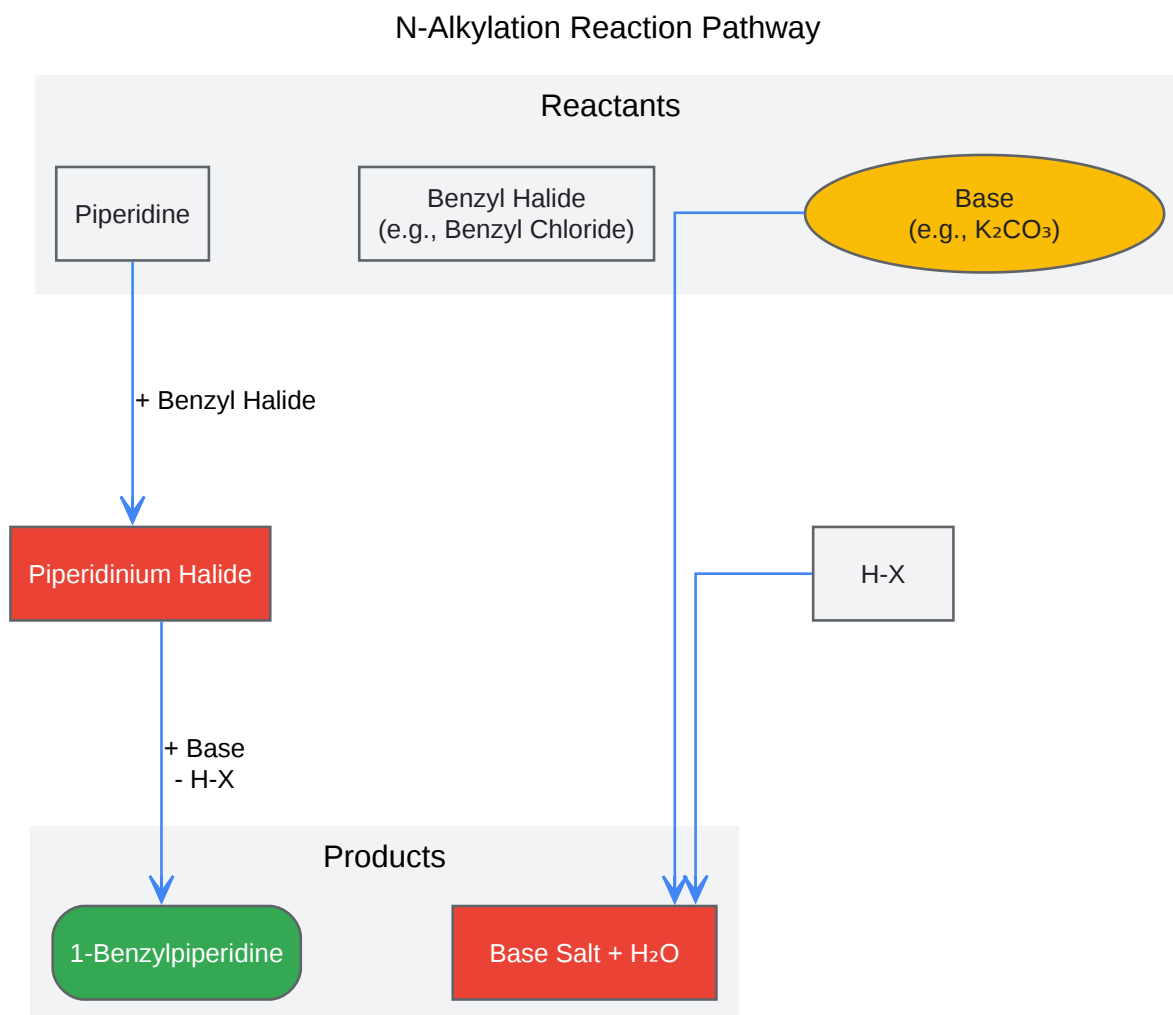 N-Alkylation Reaction Pathway
Reactants
Piperidine
Benzyl Halide
(e.g., Benzyl Chloride)
Base
(e.g., K₂CO₃)
+ Benzyl Halide
Piperidinium Halide
H-X
+ Base
- H-X
Products
1-Benzylpiperidine
Base Salt + H₂O